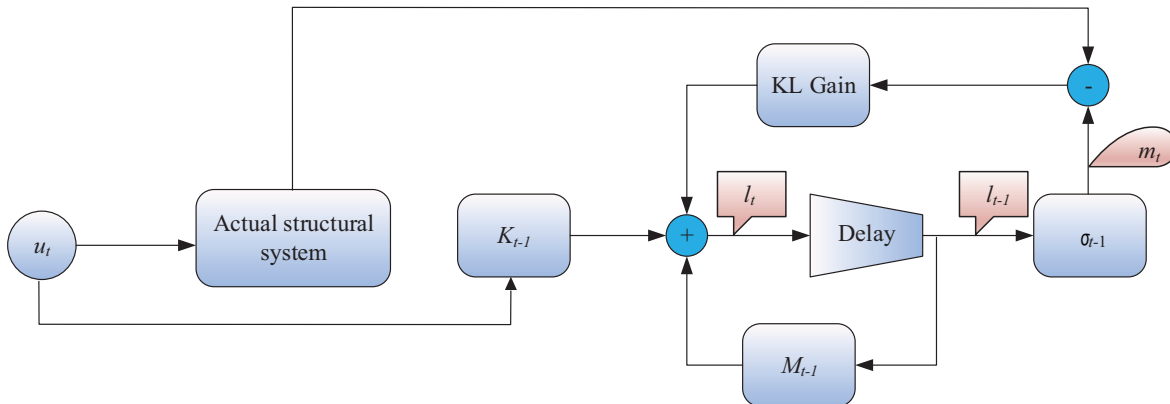 KL Gain
-
m_t
l_t
l_{t-1}
Actual structural
system
u_t
K_{t-1}
+
Delay
σ_{t-1}
M_{t-1}